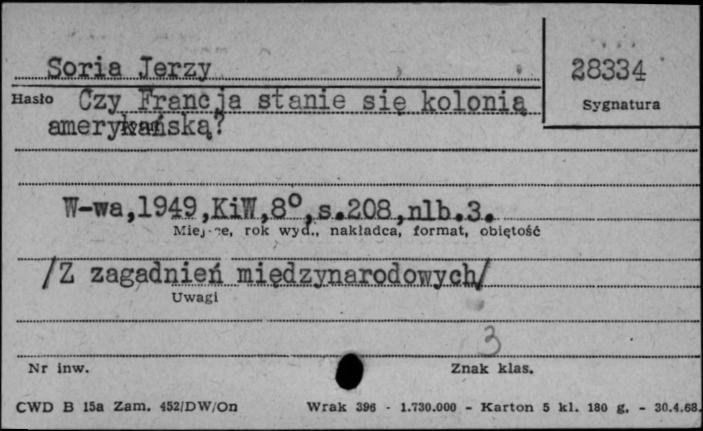 Soria Jerzy
28334
Hasło Czy Francja stanie się kolonią
Sygnatura
amerykańską?
W-wa,1949,KiW,8°,s.208,nlb.3.
Miejsce, rok wyd., nakładca, format, objętość
/Z zagadnień międzynarodowych/
Uwagi
3
Nr inw.
Znak klas.
CWD B 15a Zam. 452/DW/On Wrak 396 - 1.730.000 - Karton 5 kl. 180 g. - 30.4.68.